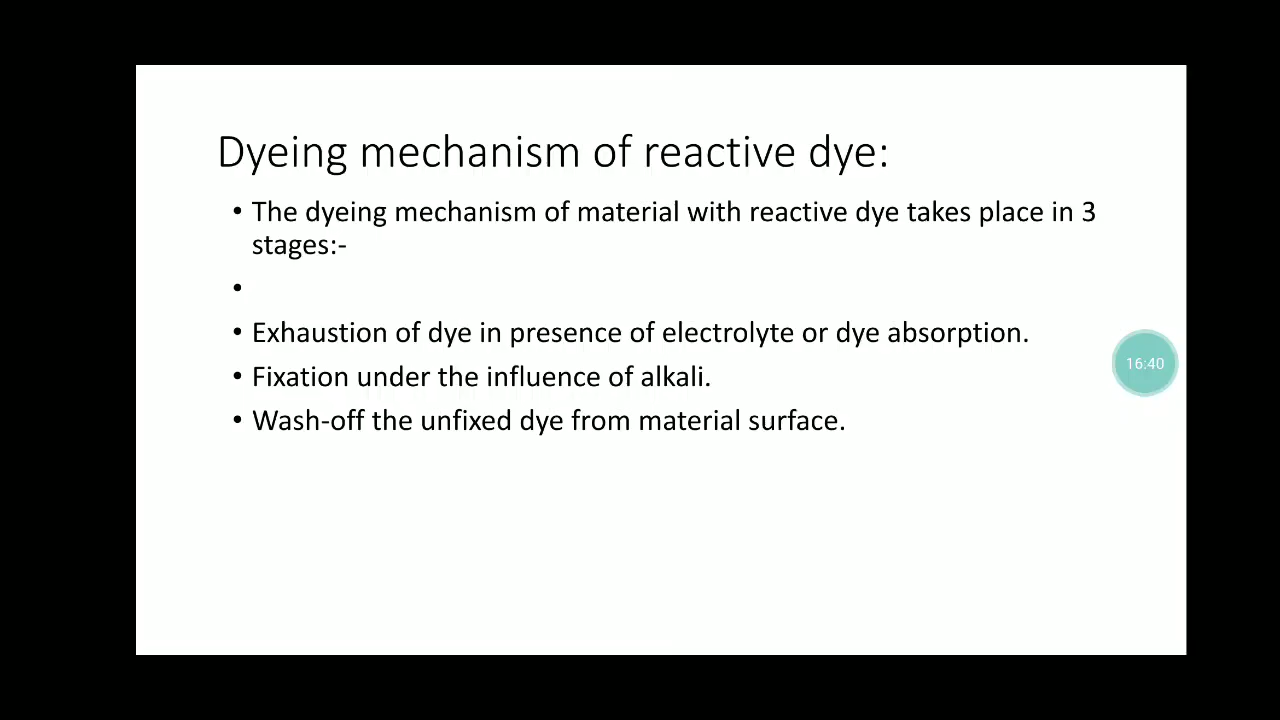 Dyeing mechanism of reactive dye:
• The dyeing mechanism of material with reactive dye takes place in 3
stages:-
•
• Exhaustion of dye in presence of electrolyte or dye absorption.
• Fixation under the influence of alkali.
• Wash-off the unfixed dye from material surface.
16:40